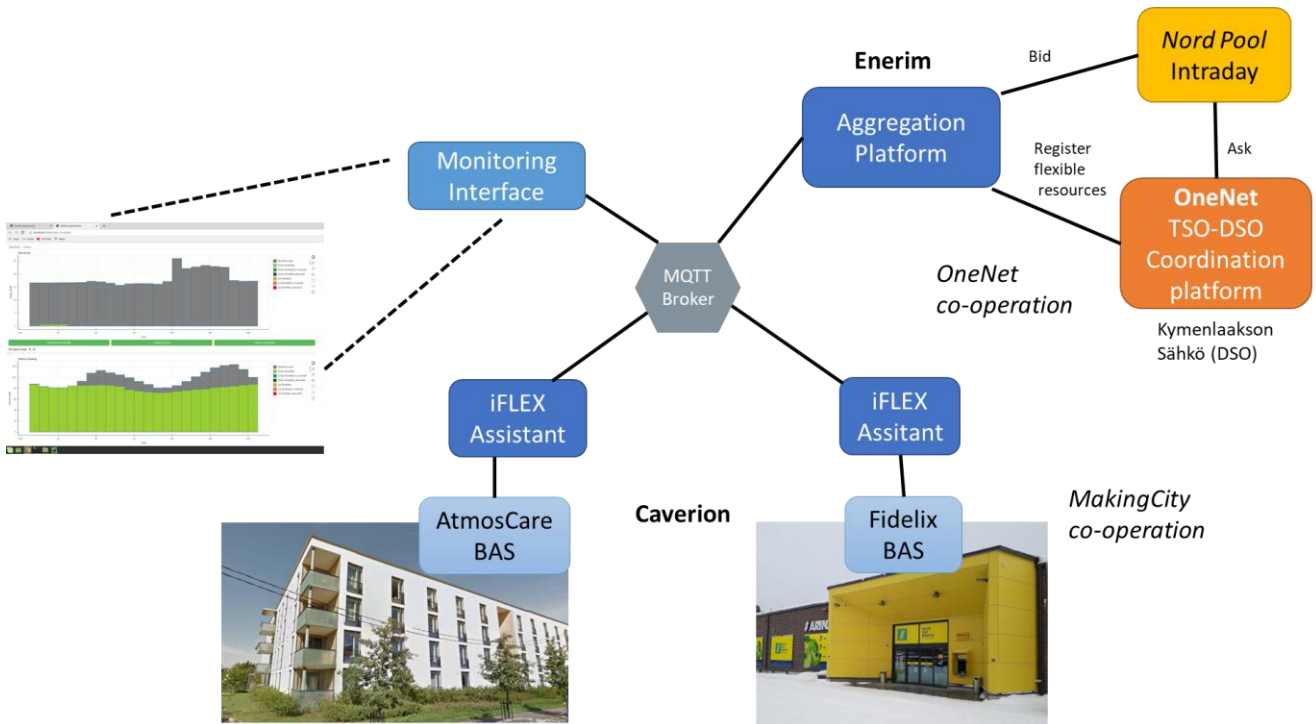 Enerim
Bid
Nord Pool
Intraday
Aggregation
Platform
Monitoring
Interface
Register
flexible
resources
Ask
OneNet
TSO-DSO
Coordination
platform
MQTT
Broker
OneNet
co-operation
Kymenlaakson
Sähkö (DSO)
iFLEX
Assistant
iFLEX
Assitant
AtmosCare
BAS
Caverion
Fidelix
BAS
MakingCity
co-operation